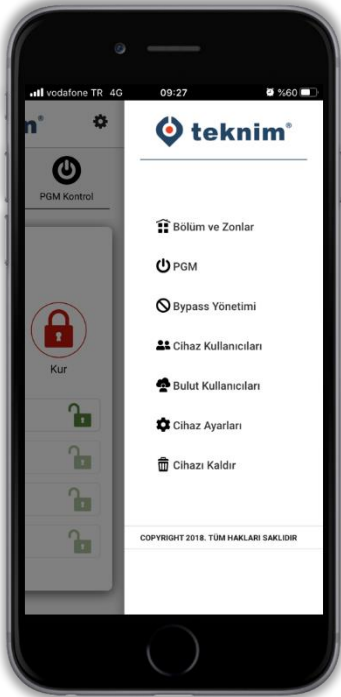 vodafone TR 4G 09:27 %60
n®
teknim®
PGM Kontrol
Bölüm ve Zonlar
PGM
Bypass Yönetimi
Cihaz Kullanıcıları
Kur
Bulut Kullanıcıları
Cihaz Ayarları
Cihazı Kaldır
COPYRIGHT 2018. TÜM HAKLARI SAKLIDIR